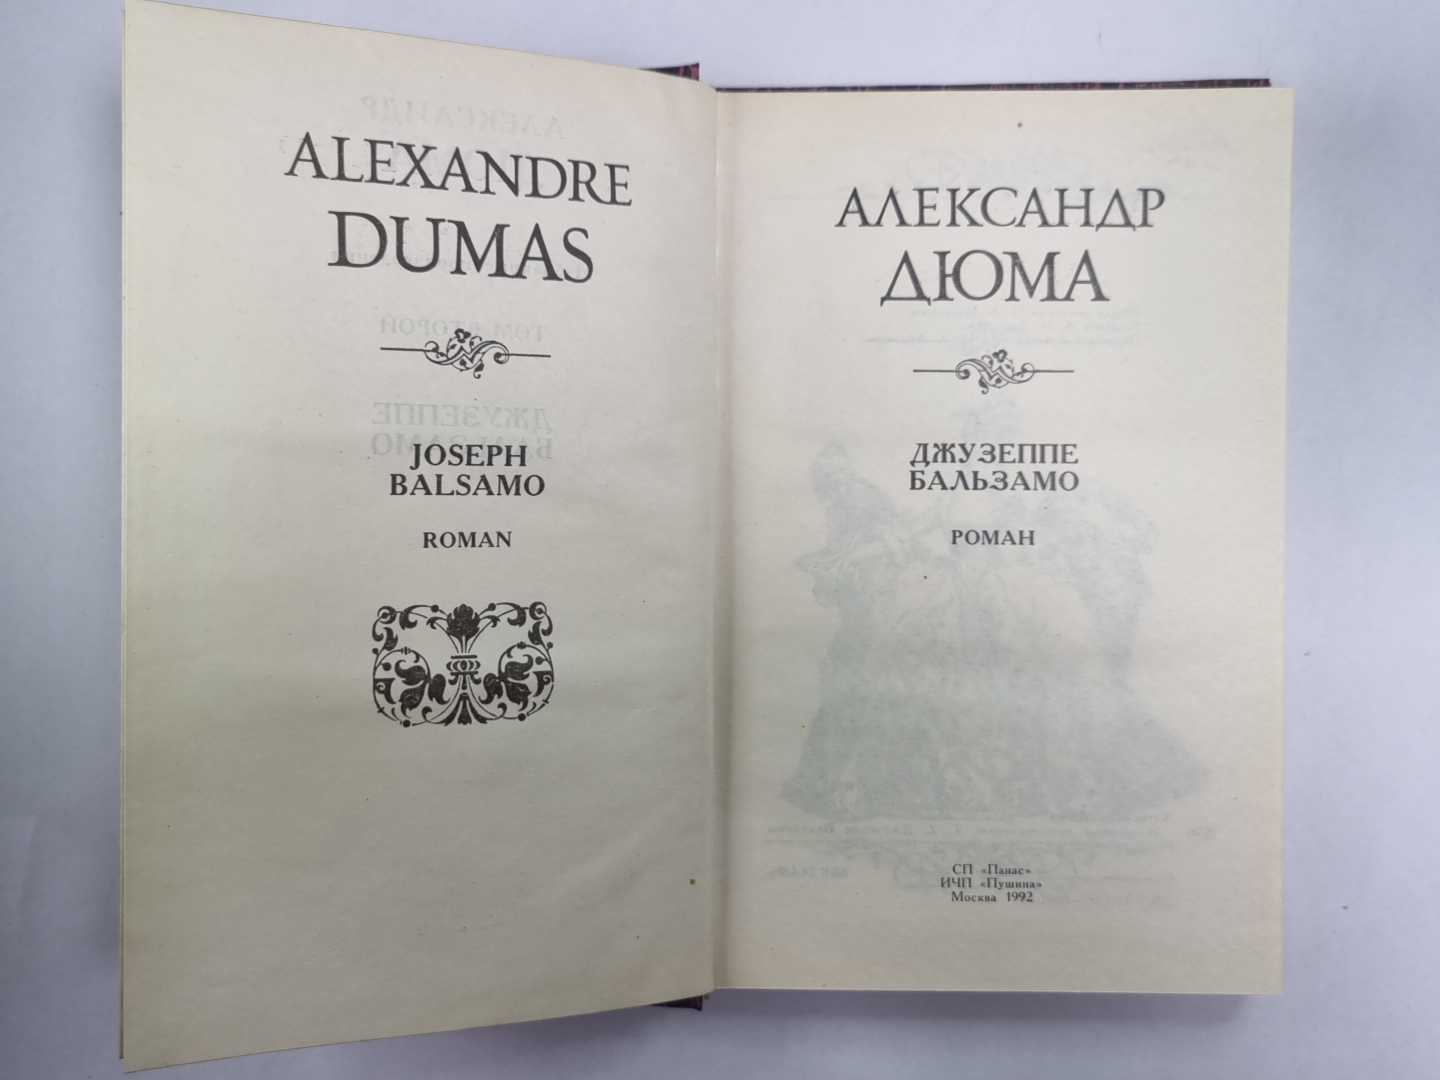 ALEXANDRE
DUMAS
JOSEPH
BALSAMO
ROMAN
АЛЕКСАНДР
ДЮМА
ДЖУЗЕППЕ
БАЛЬЗАМО
РОМАН
СП «Панас»
ИЧП «Пушина»
Москва 1992